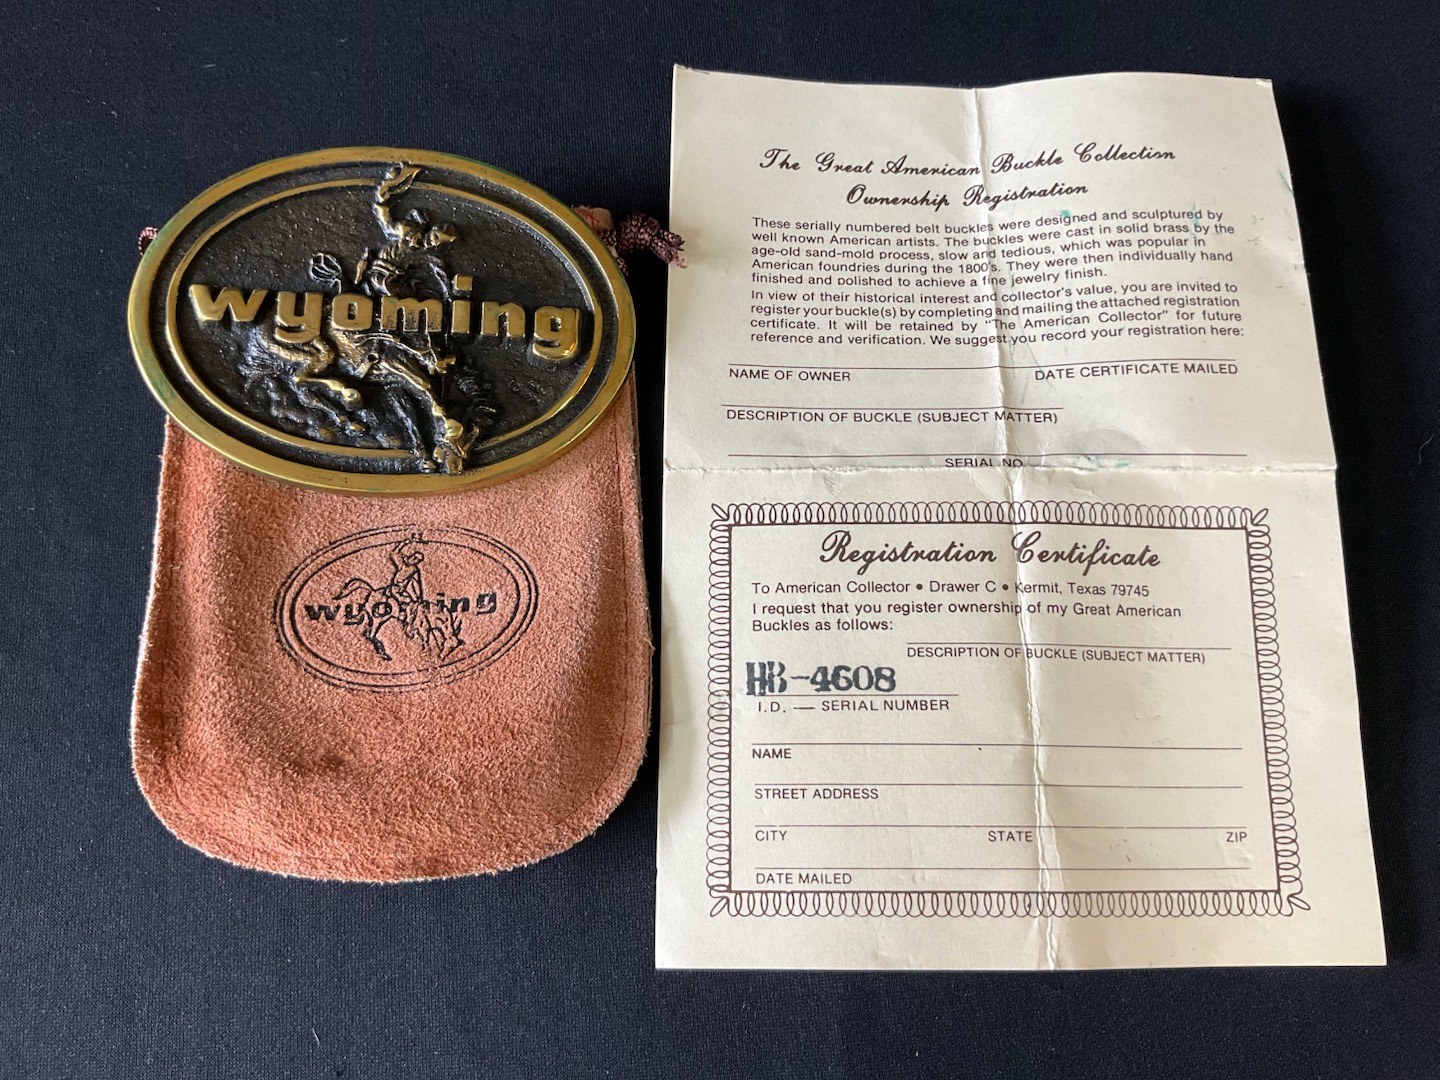 wyoming
wyoming
The Great American Buckle Collection
Ownership Registration
These serially numbered belt buckles were designed and sculptured by
well known American artists. The buckles were cast in solid brass by the
age-old sand-mold process, slow and tedious, which was popular in
American foundries during the 1800's. They were then individually hand
finished and polished to achieve a fine jewelry finish.
In view of their historical interest and collector's value, you are invited to
register your buckle(s) by completing and mailing the attached registration
certificate. It will be retained by "The American Collector" for future
reference and verification. We suggest you record your registration here:
NAME OF OWNER DATE CERTIFICATE MAILED
DESCRIPTION OF BUCKLE (SUBJECT MATTER)
SERIAL NO.
Registration Certificate
To American Collector • Drawer C • Kermit, Texas 79745
I request that you register ownership of my Great American
Buckles as follows:
DESCRIPTION OF BUCKLE (SUBJECT MATTER)
HB-4608
I.D. — SERIAL NUMBER
NAME
STREET ADDRESS
CITY STATE ZIP
DATE MAILED